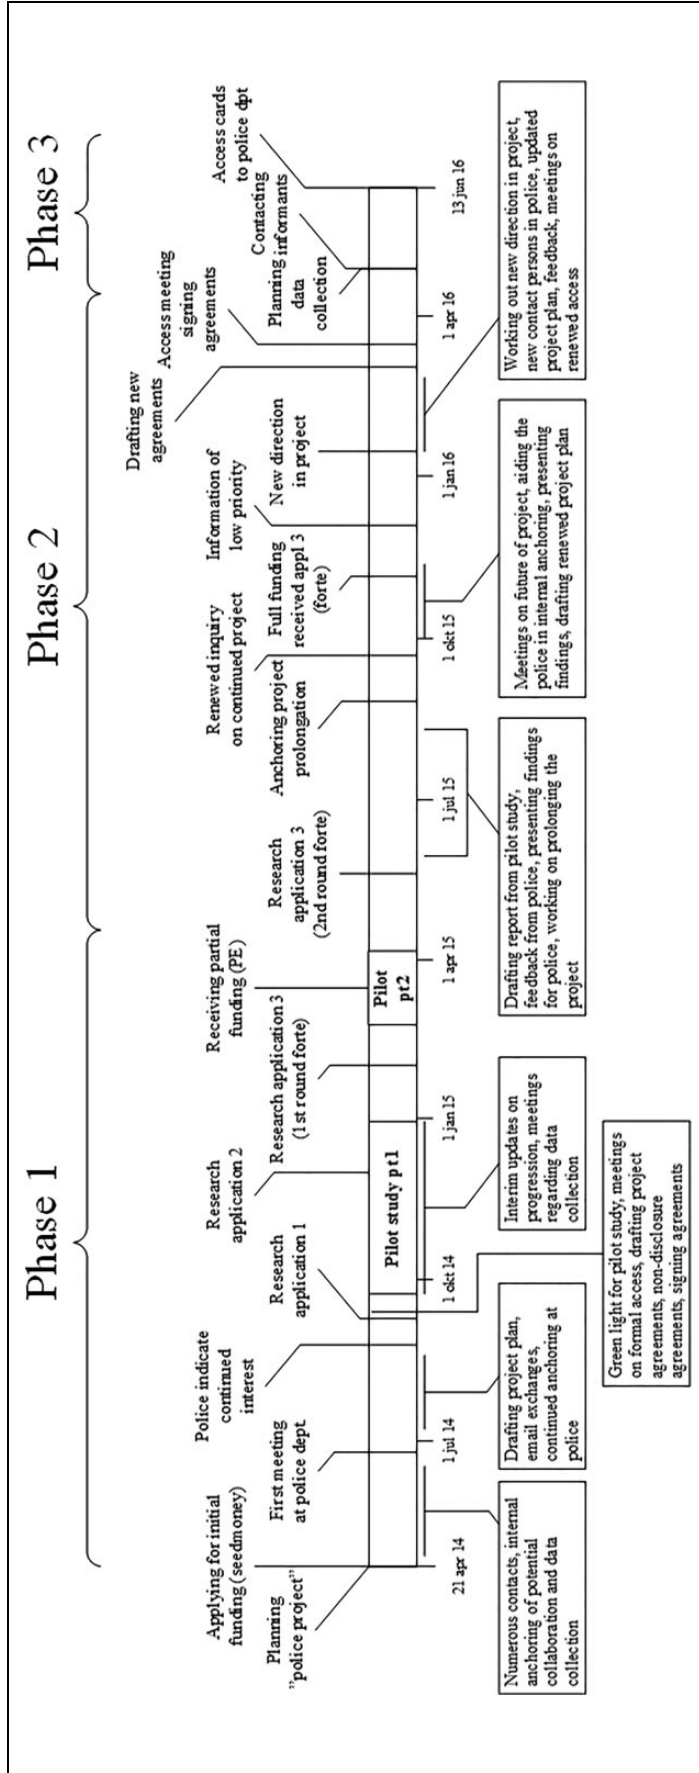 Phase 1
Phase 2
Phase 3
Applying for initial
funding (seedmoney)
Planning
”police project”
First meeting
at police dept.
Police indicate
continued
interest
Research
application 1
Research
application 2
Research application 3
(1st round forte)
Receiving partial
funding (PE)
Research
application 3
(2nd round forte)
Anchoring project
prolongation
Renewed inquiry
on continued project
Full funding
received appl 3
(forte)
Information of
low priority
New direction
in project
Drafting new
agreements
Access meeting
signing
agreements
Planning
data
collection
Contacting
informants
Access cards
to police dpt
Pilot study pt1
Pilot
pt2
21 apr 14
1 jul 14
1 okt 14
1 jan 15
1 apr 15
1 jul 15
1 okt 15
1 jan 16
1 apr 16
13 jun 16
Numerous contacts, internal
anchoring of potential
collaboration and data
collection
Drafting project plan,
email exchanges,
continued anchoring at
police
Green light for pilot study, meetings
on formal access, drafting project
agreements, non-disclosure
agreements, signing agreements
Interim updates on
progression, meetings
regarding data
collection
Drafting report from pilot study,
feedback from police, presenting findings
for police, working on prolonging the
project
Meetings on future of project, aiding the
police in internal anchoring, presenting
findings, drafting renewed project plan
Working out new direction in project,
new contact persons in police, updated
project plan, feedback, meetings on
renewed access